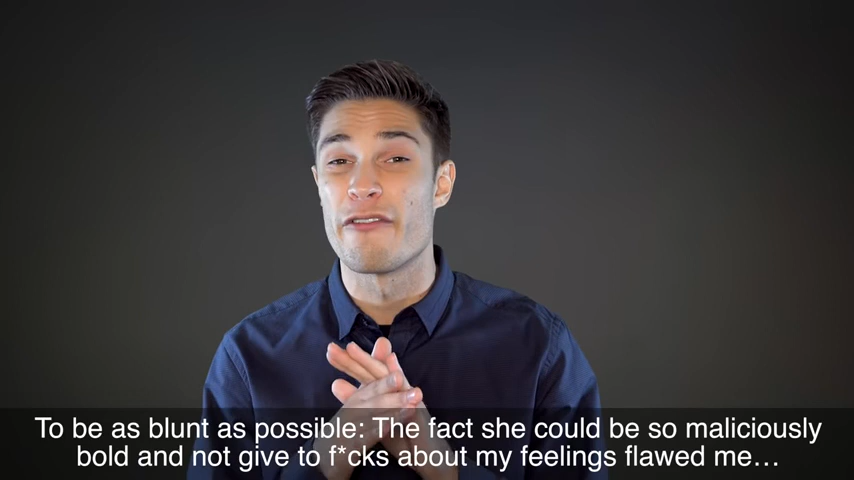 To be as blunt as possible: The fact she could be so maliciously
bold and not give to f*cks about my feelings flawed me…